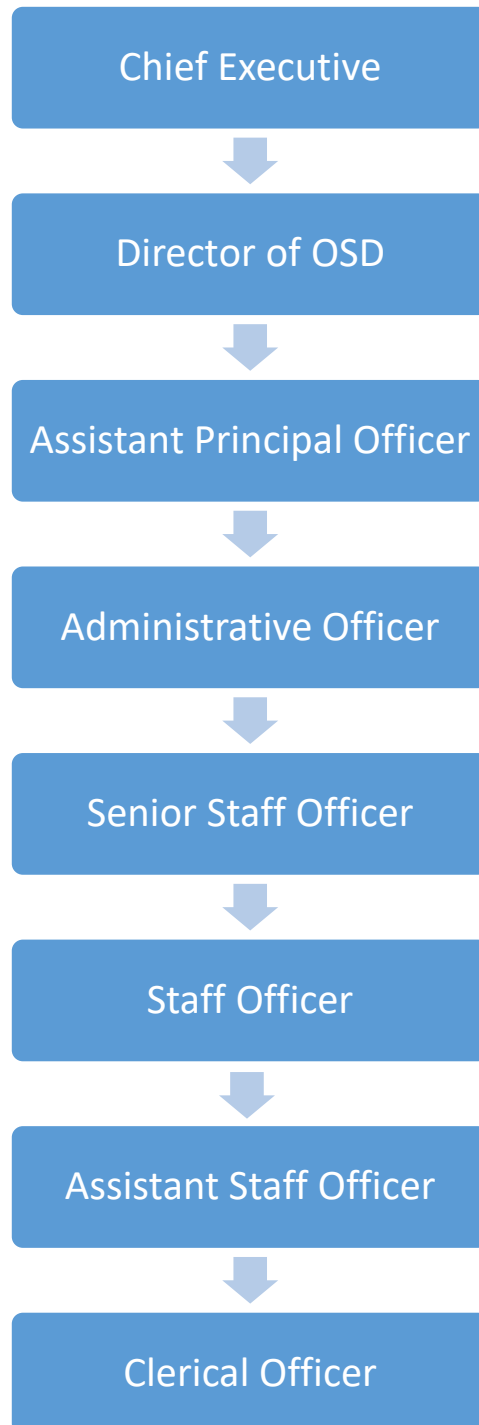 Chief Executive
Director of OSD
Assistant Principal Officer
Administrative Officer
Senior Staff Officer
Staff Officer
Assistant Staff Officer
Clerical Officer